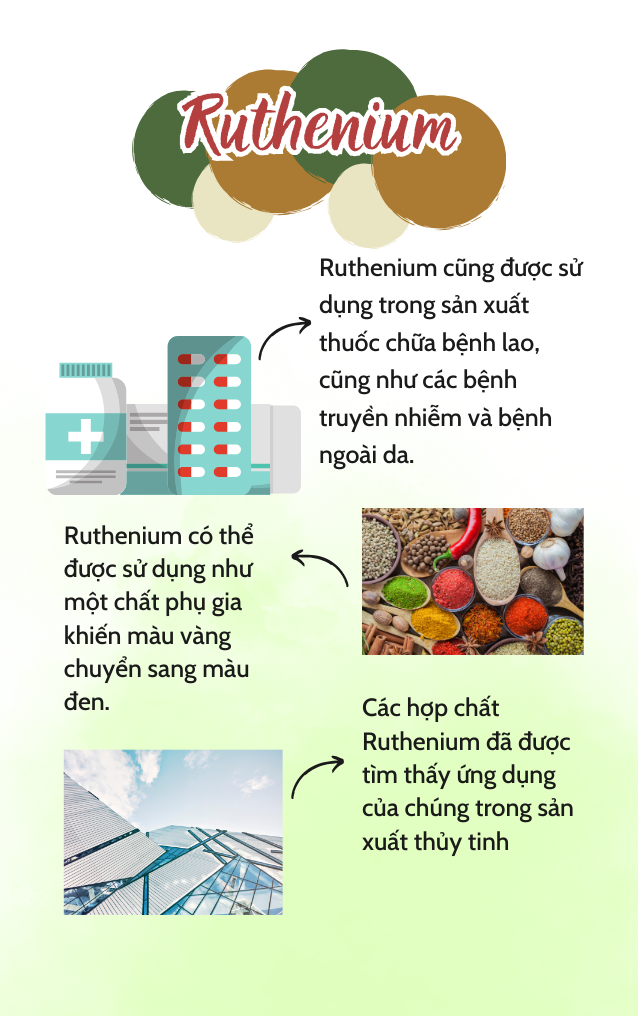 Ruthenium
Ruthenium cũng được sử
dụng trong sản xuất
thuốc chữa bệnh lao,
cũng như các bệnh
truyền nhiễm và bệnh
ngoài da.
Ruthenium có thể
được sử dụng như
một chất phụ gia
khiến màu vàng
chuyển sang màu
đen.
Các hợp chất
Ruthenium đã được
tìm thấy ứng dụng
của chúng trong sản
xuất thủy tinh